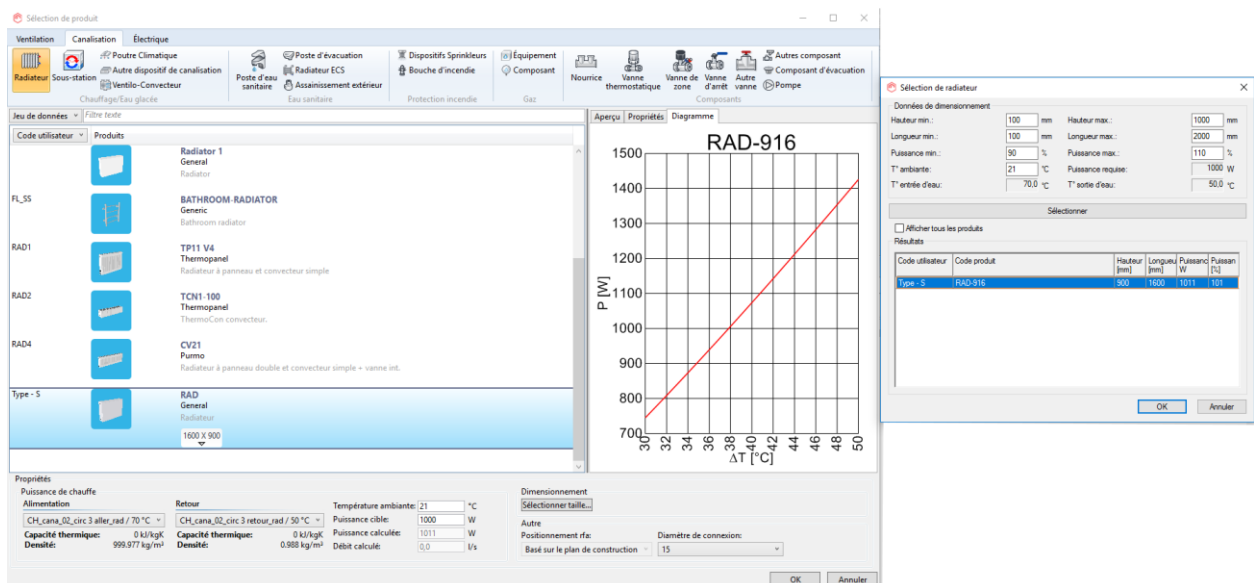 Sélection de produit
Ventilation Canalisation Électrique
Radiateur
Sous-station
Poutre Climatique
Autre dispositif de canalisation
Ventilo-Convecteur
Chauffage/Eau glacée
Poste d'eau sanitaire
Poste d'évacuation
Radiateur ECS
Assainissement extérieur
Eau sanitaire
Dispositifs Sprinkleurs
Bouche d'incendie
Protection incendie
Équipement
Composant
Gaz
Nourrice
Vanne thermostatique
Vanne de zone
Vanne d'arrêt
Autre vanne
Autres composant
Composant d'évacuation
Pompe
Composants
Jeu de données Filtre texte
Code utilisateur Produits
Radiator 1
General
Radiator
FL_SS
BATHROOM-RADIATOR
Generic
Bathroom radiator
RAD1
TP11 V4
Thermopanel
Radiateur à panneau et convecteur simple
RAD2
TCN1-100
Thermopanel
ThermoCon convecteur.
RAD4
CV21
Purmo
Radiateur à panneau double et convecteur simple + vanne int.
Type - S
RAD
General
Radiateur
1600 X 900
Aperçu Propriétés Diagramme
RAD-916
1500
1400
1300
1200
1100
1000
900
800
700
P [W]
30 32 34 36 38 40 42 44 46 48 50
ΔT [°C]
Propriétés
Puissance de chauffe
Alimentation
CH_cana_02_circ 3 aller_rad / 70 °C
Capacité thermique: 0 kJ/kgK
Densité: 999.977 kg/m³
Retour
CH_cana_02_circ 3 retour_rad / 50 °C
Capacité thermique: 0 kJ/kgK
Densité: 0.988 kg/m³
Température ambiante: 21 °C
Puissance cible: 1000 W
Puissance calculée: 1011 W
Débit calculé: 0,0 l/s
Dimensionnement
Sélectionner taille...
Autre
Positionnement rfa:
Basé sur le plan de construction
Diamètre de connexion:
15
OK Annuler
Sélection de radiateur
Données de dimensionnement
Hauteur min.: 100 mm Hauteur max.: 1000 mm
Longueur min.: 100 mm Longueur max.: 2000 mm
Puissance min.: 90 % Puissance max.: 110 %
T° ambiante: 21 °C Puissance requise: 1000 W
T° entrée d'eau: 70,0 °C T° sortie d'eau: 50,0 °C
Sélectionner
Afficher tous les produits
Résultats
Code utilisateur Code produit Hauteur [mm] Longueu [mm] Puissanc W Puissan [%]
Type - S RAD-916 900 1600 1011 101
OK Annuler